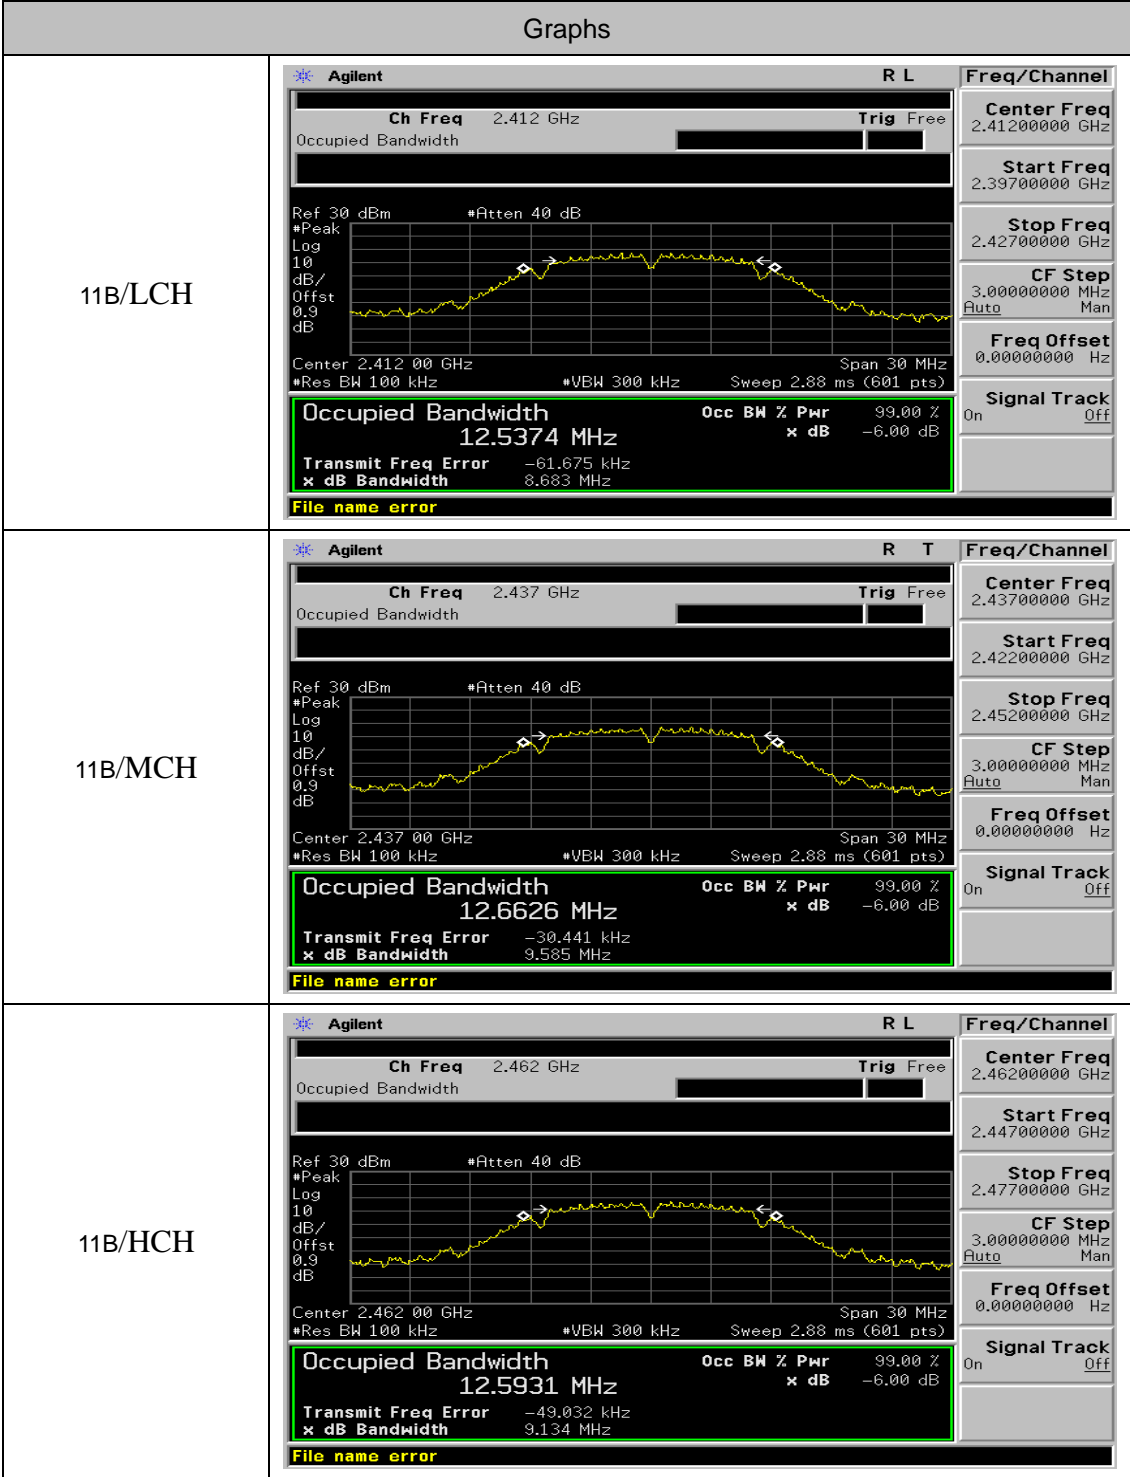 Graphs
11B/LCH
Agilent R L Freq/Channel
Ch Freq 2.412 GHz Trig Free
Occupied Bandwidth
Center Freq
2.41200000 GHz
Start Freq
2.39700000 GHz
Stop Freq
2.42700000 GHz
CF Step
3.00000000 MHz
Auto Man
Freq Offset
0.00000000 Hz
Signal Track
On Off
Ref 30 dBm #Atten 40 dB
#Peak
Log
10
dB/
Offst
0.9
dB
Center 2.412 00 GHz Span 30 MHz
#Res BW 100 kHz #VBW 300 kHz Sweep 2.88 ms (601 pts)
Occupied Bandwidth Occ BW % Pwr 99.00 %
12.5374 MHz x dB -6.00 dB
Transmit Freq Error -61.675 kHz
x dB Bandwidth 8.683 MHz
File name error
11B/MCH
Agilent R T Freq/Channel
Ch Freq 2.437 GHz Trig Free
Occupied Bandwidth
Center Freq
2.43700000 GHz
Start Freq
2.42200000 GHz
Stop Freq
2.45200000 GHz
CF Step
3.00000000 MHz
Auto Man
Freq Offset
0.00000000 Hz
Signal Track
On Off
Ref 30 dBm #Atten 40 dB
#Peak
Log
10
dB/
Offst
0.9
dB
Center 2.437 00 GHz Span 30 MHz
#Res BW 100 kHz #VBW 300 kHz Sweep 2.88 ms (601 pts)
Occupied Bandwidth Occ BW % Pwr 99.00 %
12.6626 MHz x dB -6.00 dB
Transmit Freq Error -30.441 kHz
x dB Bandwidth 9.585 MHz
File name error
11B/HCH
Agilent R L Freq/Channel
Ch Freq 2.462 GHz Trig Free
Occupied Bandwidth
Center Freq
2.46200000 GHz
Start Freq
2.44700000 GHz
Stop Freq
2.47700000 GHz
CF Step
3.00000000 MHz
Auto Man
Freq Offset
0.00000000 Hz
Signal Track
On Off
Ref 30 dBm #Atten 40 dB
#Peak
Log
10
dB/
Offst
0.9
dB
Center 2.462 00 GHz Span 30 MHz
#Res BW 100 kHz #VBW 300 kHz Sweep 2.88 ms (601 pts)
Occupied Bandwidth Occ BW % Pwr 99.00 %
12.5931 MHz x dB -6.00 dB
Transmit Freq Error -49.032 kHz
x dB Bandwidth 9.134 MHz
File name error